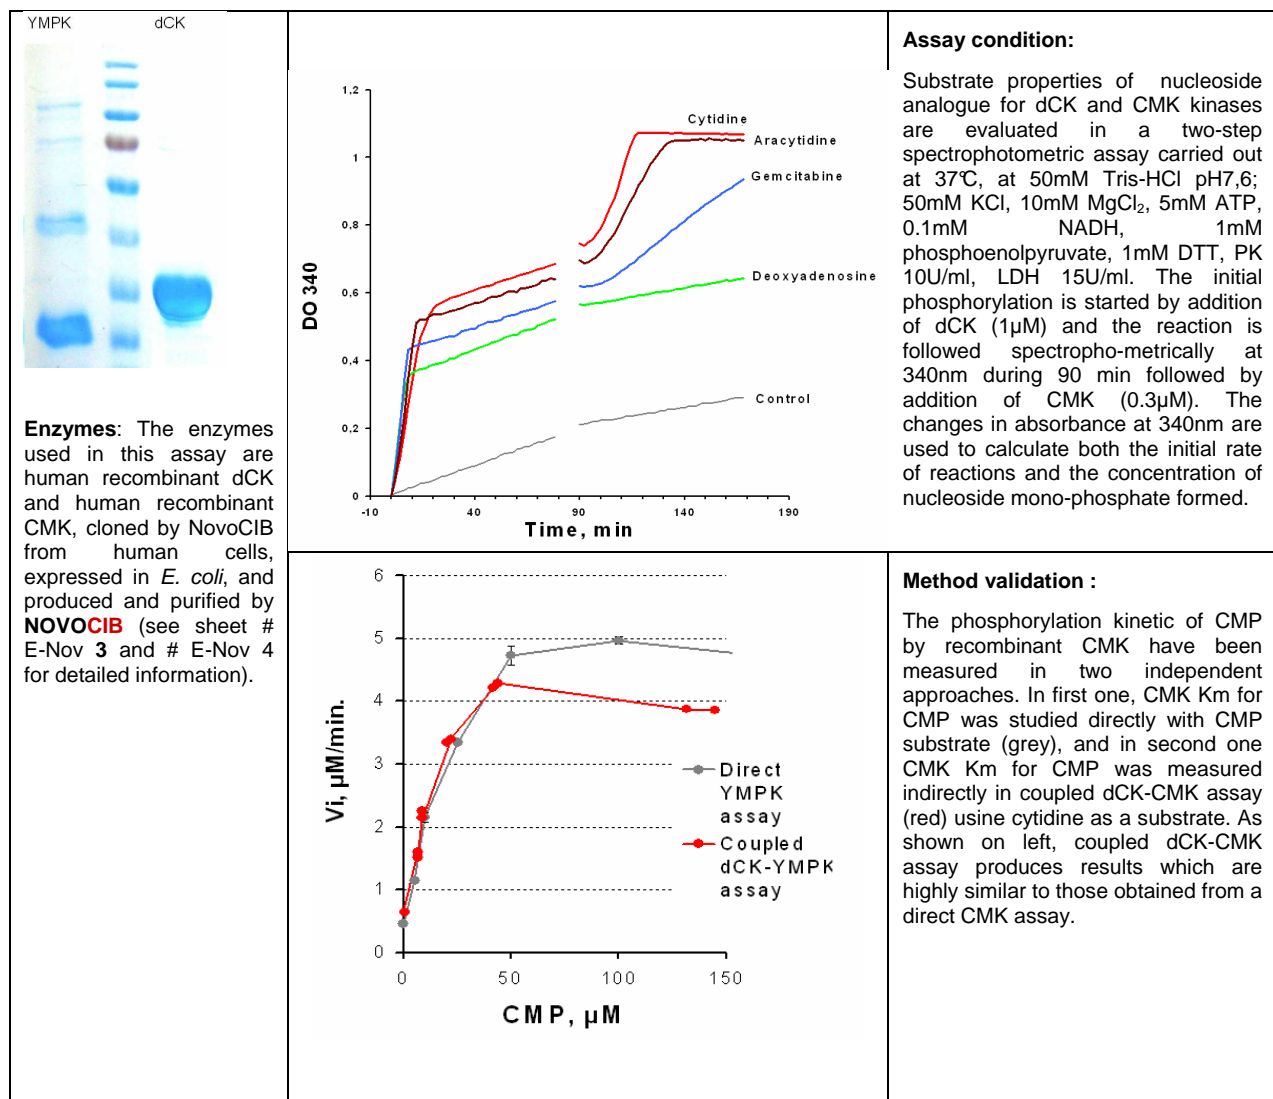 YMPK dCK
Enzymes: The enzymes
used in this assay are
human recombinant dCK
and human recombinant
CMK, cloned by NovoCIB
from human cells,
expressed in E. coli, and
produced and purified by
NOVOCIB (see sheet #
E-Nov 3 and # E-Nov 4
for detailed information).
1,2
1
0,8
0,6
0,4
0,2
0
-10 40 90 140 190
DO 340
Time, min
Cytidine
Aracytidine
Gemcitabine
Deoxyadenosine
Control
Assay condition:
Substrate properties of nucleoside
analogue for dCK and CMK kinases
are evaluated in a two-step
spectrophotometric assay carried out
at 37°C, at 50mM Tris-HCl pH7,6;
50mM KCl, 10mM MgCl₂, 5mM ATP,
0.1mM NADH, 1mM
phosphoenolpyruvate, 1mM DTT, PK
10U/ml, LDH 15U/ml. The initial
phosphorylation is started by addition
of dCK (1µM) and the reaction is
followed spectropho-metrically at
340nm during 90 min followed by
addition of CMK (0.3µM). The
changes in absorbance at 340nm are
used to calculate both the initial rate
of reactions and the concentration of
nucleoside mono-phosphate formed.
6
5
4
3
2
1
0
0 50 100 150
Vi, µM/min.
CMP, µM
Direct
YMPK
assay
Coupled
dCK-YMPK
assay
Method validation :
The phosphorylation kinetic of CMP
by recombinant CMK have been
measured in two independent
approaches. In first one, CMK Km for
CMP was studied directly with CMP
substrate (grey), and in second one
CMK Km for CMP was measured
indirectly in coupled dCK-CMK assay
(red) usine cytidine as a substrate. As
shown on left, coupled dCK-CMK
assay produces results which are
highly similar to those obtained from a
direct CMK assay.